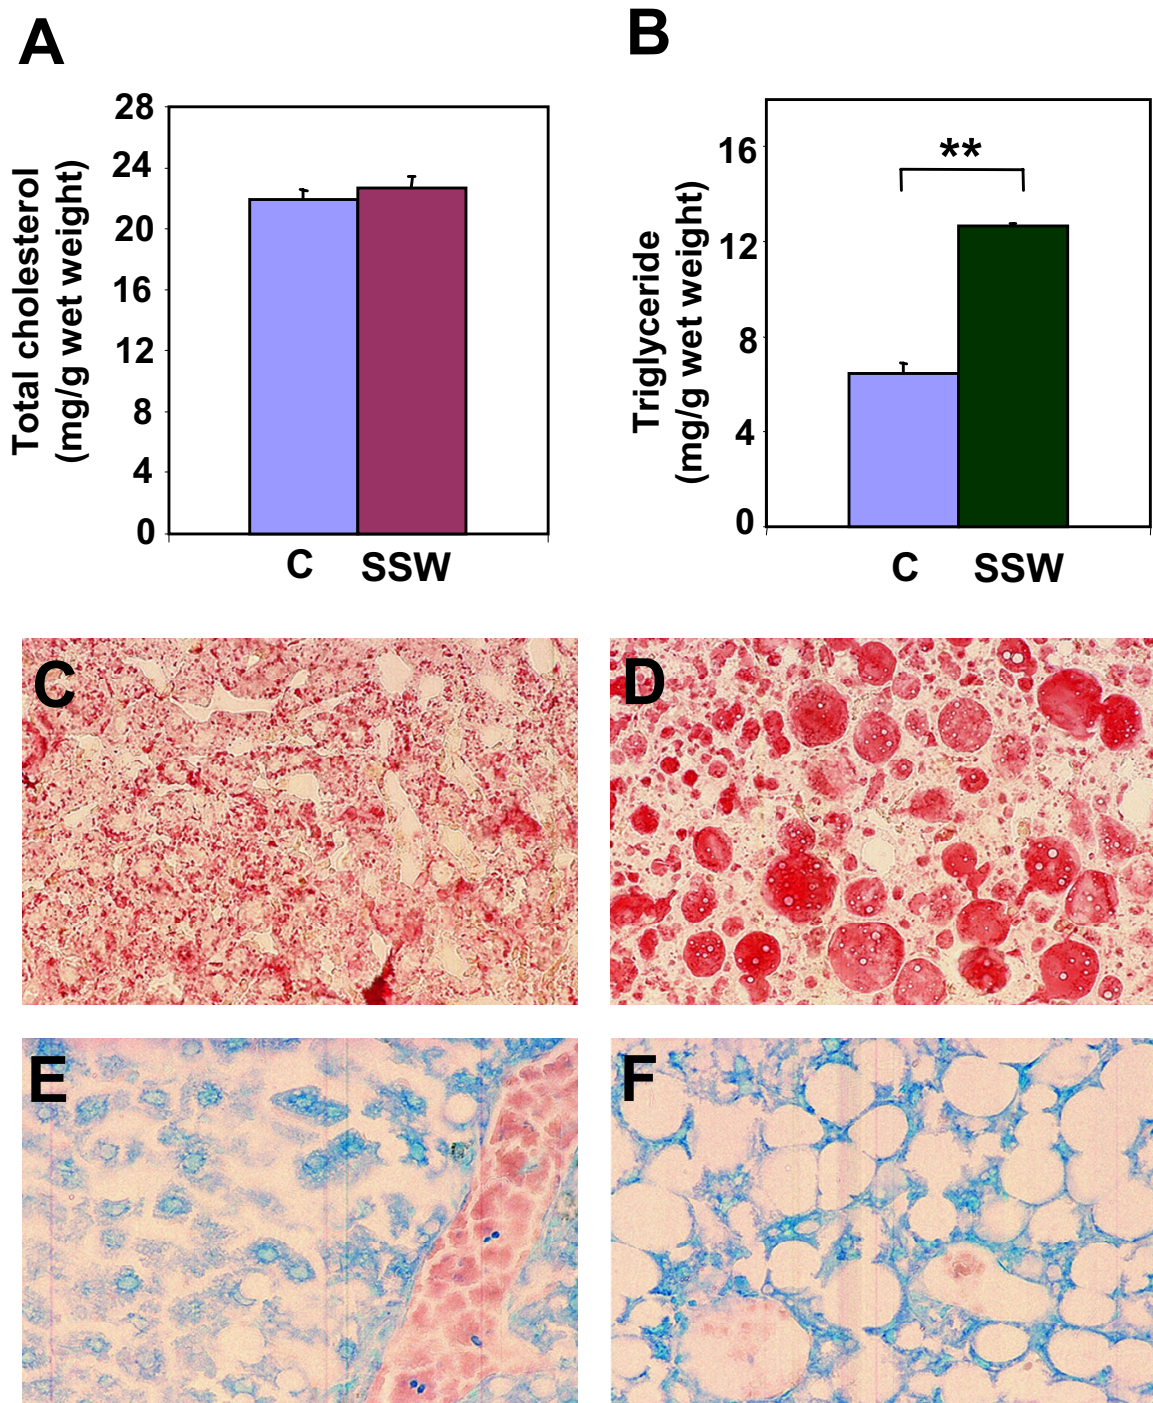 A
Total cholesterol
(mg/g wet weight)
28
24
20
16
12
8
4
0
C
SSW
B
Triglyceride
(mg/g wet weight)
16
12
8
4
0
**
C
SSW
C
D
E
F